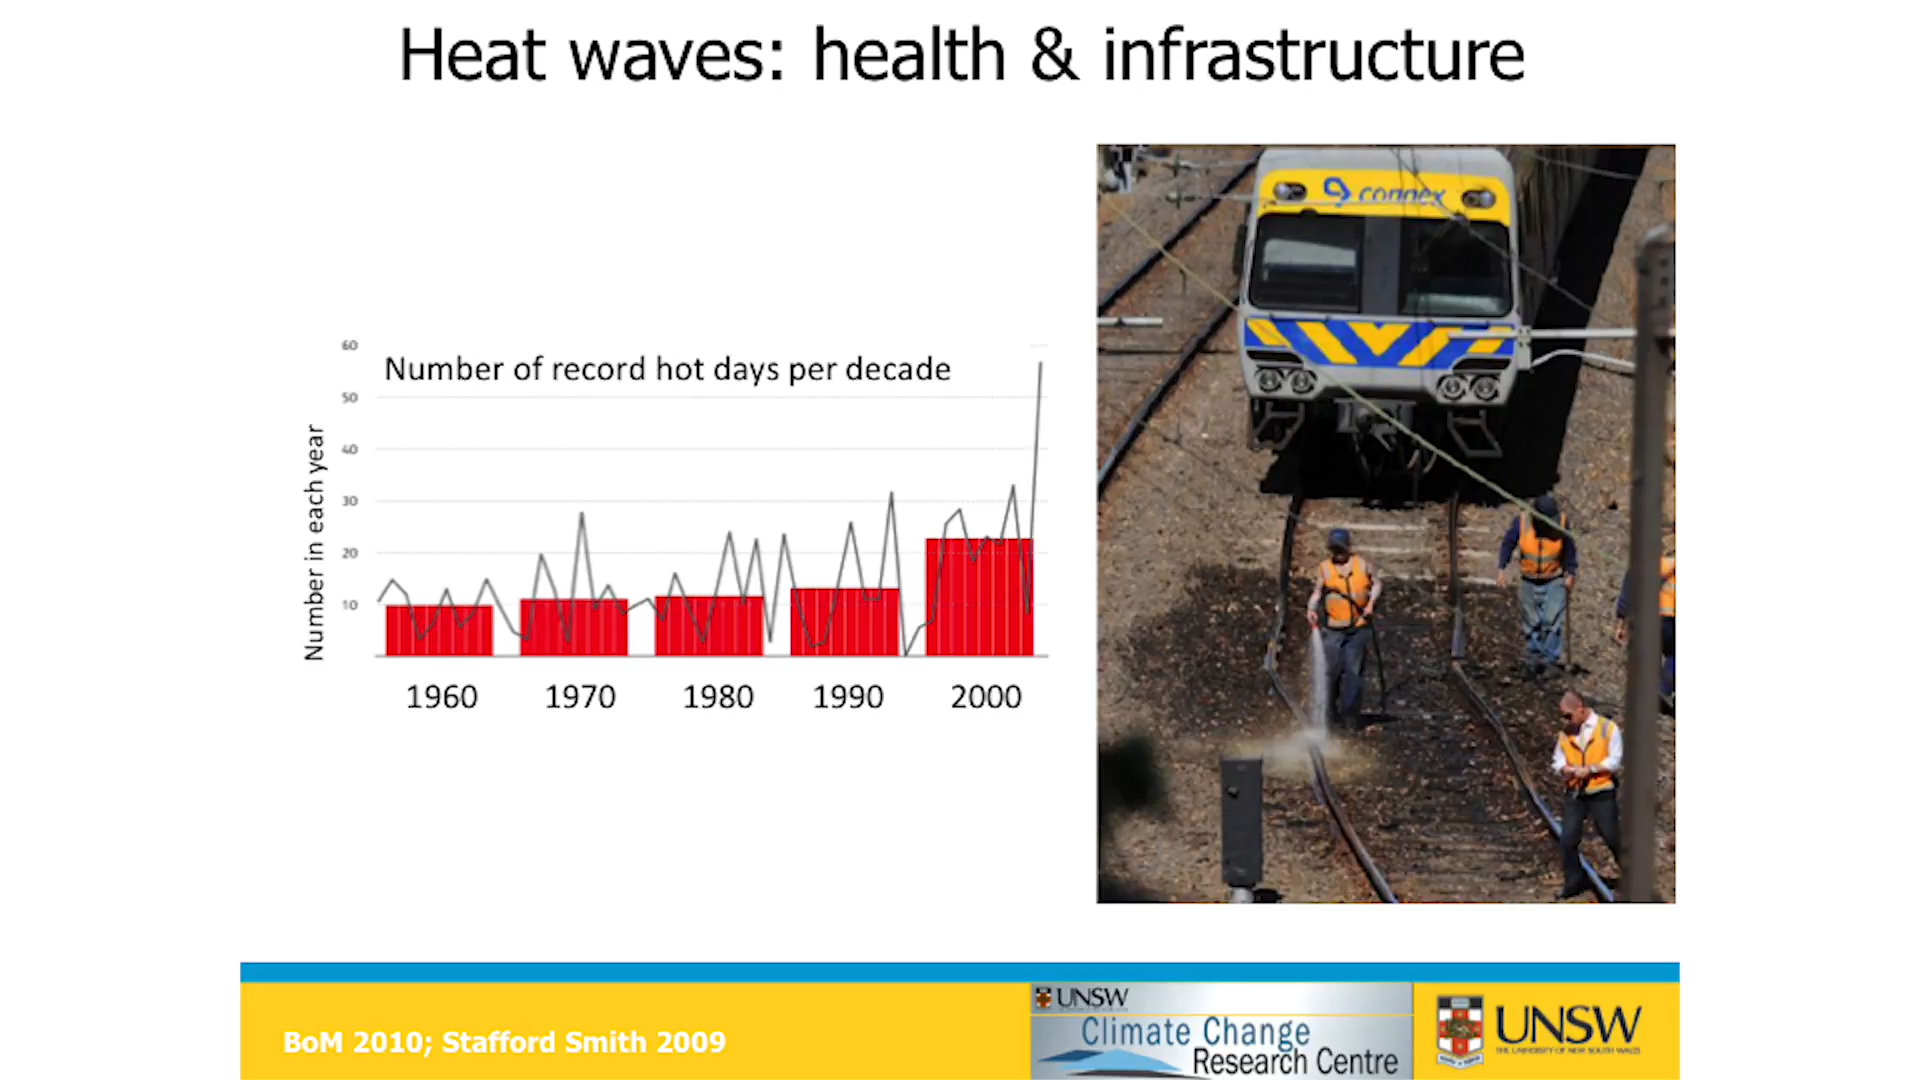 Heat waves: health & infrastructure
connex
60
Number of record hot days per decade
50
40
30
20
10
Number in each year
1960 1970 1980 1990 2000
BoM 2010; Stafford Smith 2009
UNSW
Climate Change
Research Centre
UNSW
THE UNIVERSITY OF NEW SOUTH WALES